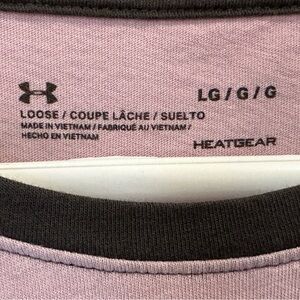 LG / G / G
LOOSE / COUPE LÂCHE / SUELTO
MADE IN VIETNAM / FABRIQUÉ AU VIETNAM /
HECHO EN VIETNAM
HEATGEAR